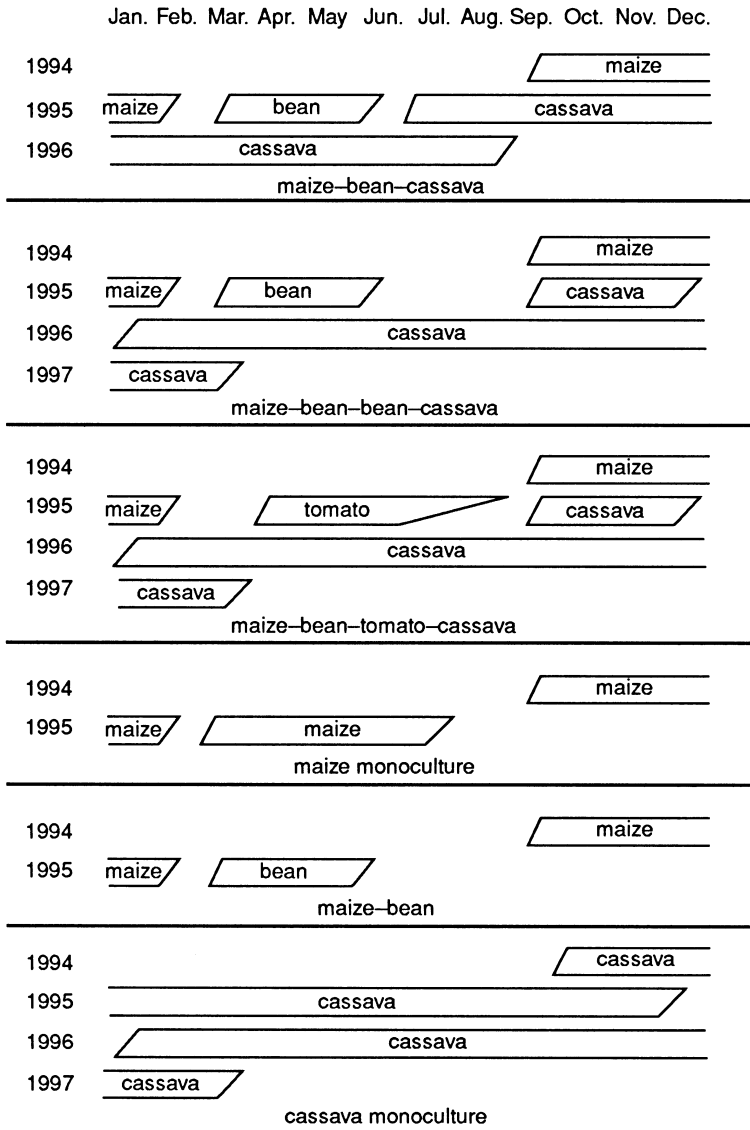 Jan. Feb. Mar. Apr. May Jun. Jul. Aug. Sep. Oct. Nov. Dec.
1994 maize
1995 maize bean cassava
1996 cassava
maize–bean–cassava
1994 maize
1995 maize bean cassava
1996 cassava
1997 cassava
maize–bean–bean–cassava
1994 maize
1995 maize tomato cassava
1996 cassava
1997 cassava
maize–bean–tomato–cassava
1994 maize
1995 maize maize
maize monoculture
1994 maize
1995 maize bean
maize–bean
1994 cassava
1995 cassava
1996 cassava
1997 cassava
cassava monoculture